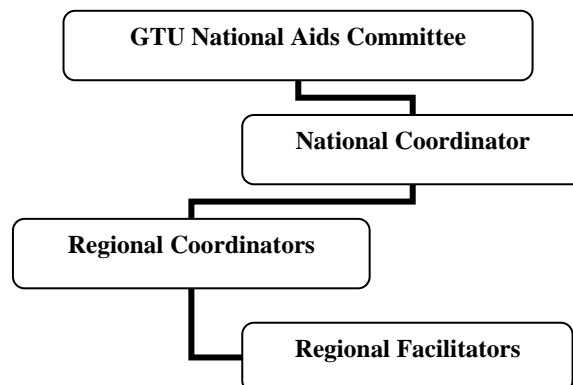 GTU National Aids Committee
National Coordinator
Regional Coordinators
Regional Facilitators